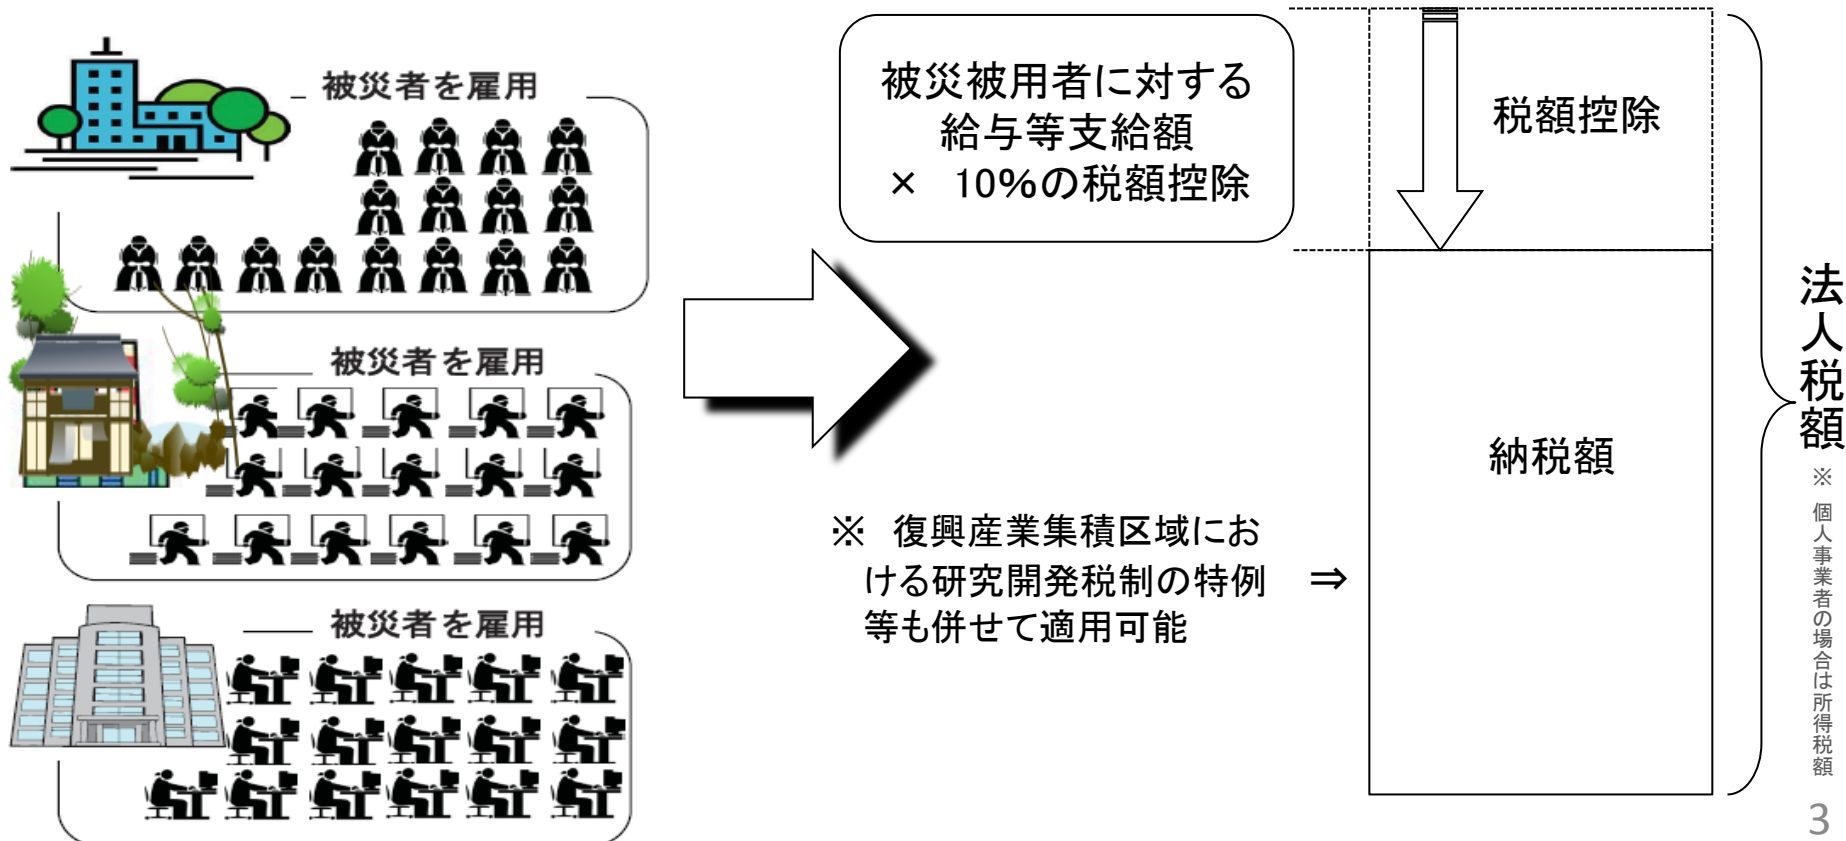 被災者を雇用
被災者を雇用
被災者を雇用
被災被用者に対する
給与等支給額
× 10%の税額控除
※ 復興産業集積区域にお
ける研究開発税制の特例
等も併せて適用可能
⇒
税額控除
納税額
法人税額
※ 個人事業者の場合は所得税額
3